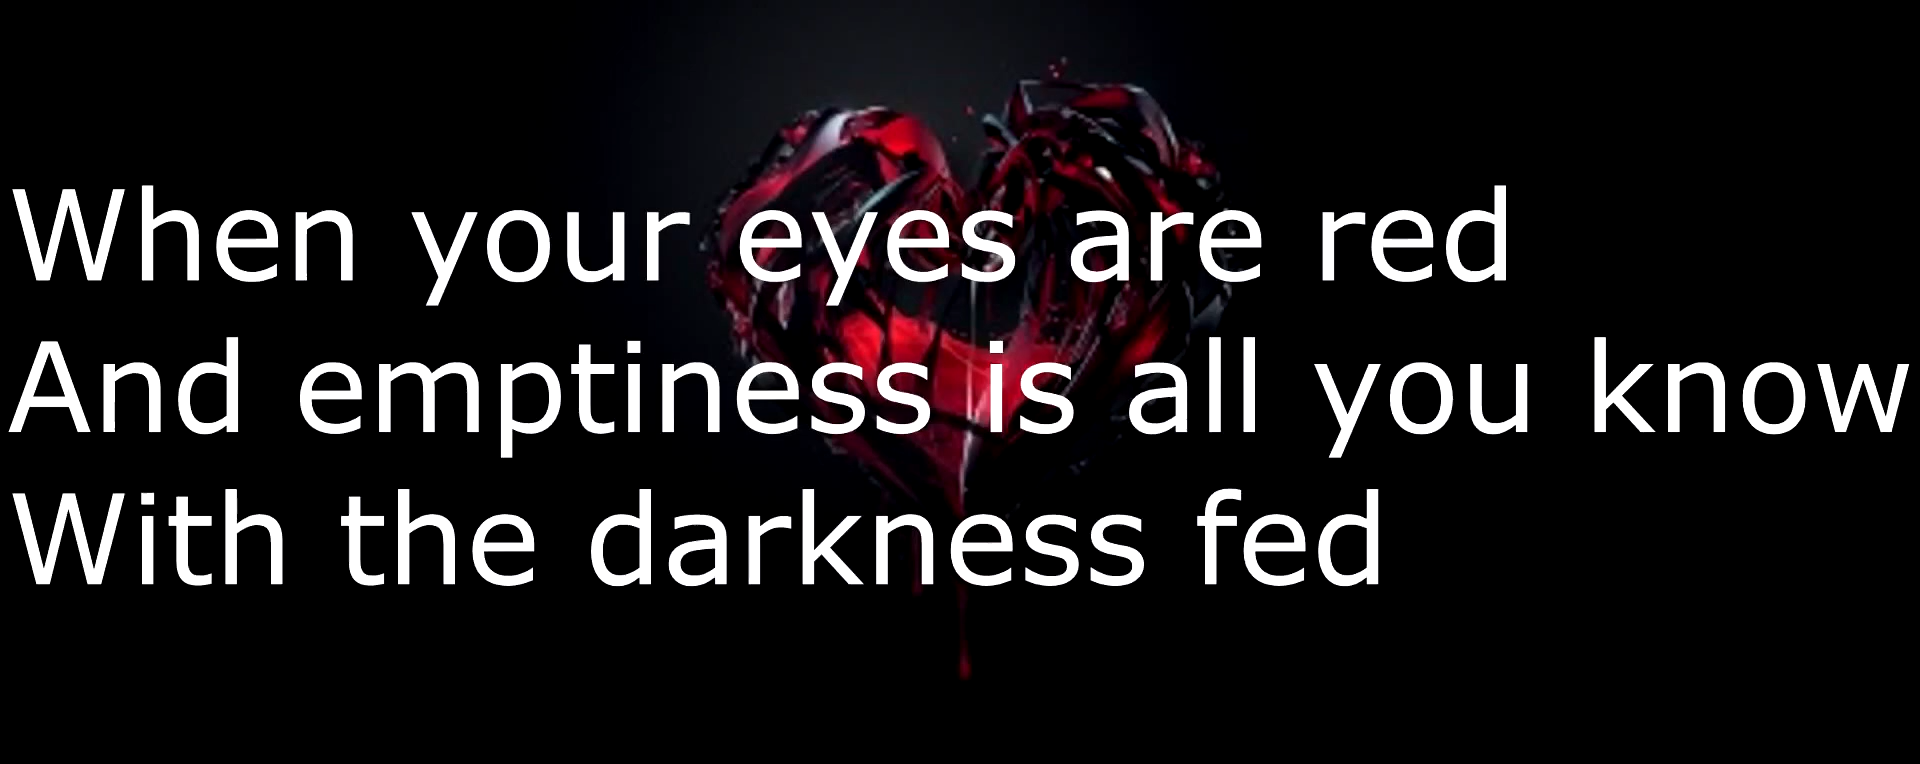 When your eyes are red
And emptiness is all you know
With the darkness fed